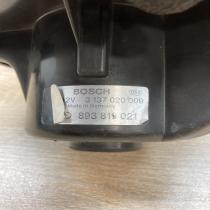 BOSCH
2V 3 137 020 009
Made in Germany
893 819 021